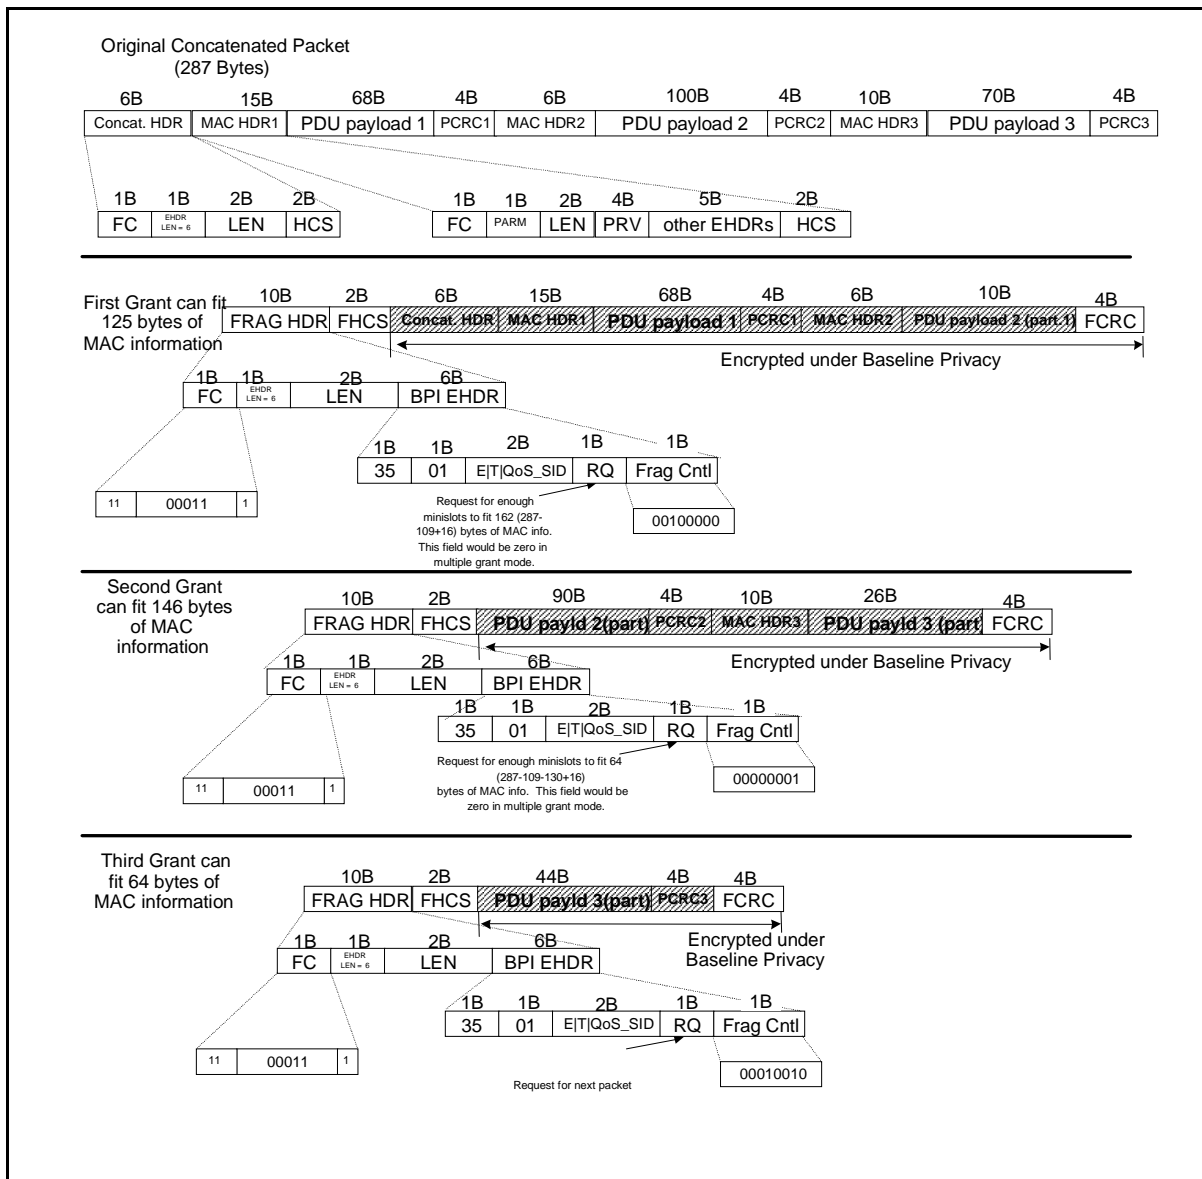 Original Concatenated Packet
(287 Bytes)
6B 15B 68B 4B 6B 100B 4B 10B 70B 4B
Concat. HDR MAC HDR1 PDU payload 1 PCRC1 MAC HDR2 PDU payload 2 PCRC2 MAC HDR3 PDU payload 3 PCRC3
1B 1B 2B 2B 1B 1B 2B 4B 5B 2B
FC EHDR LEN = 6 LEN HCS FC PARM LEN PRV other EHDRs HCS
First Grant can fit
125 bytes of
MAC information
10B 2B 6B 15B 68B 4B 6B 10B 4B
FRAG HDR FHCS Concat. HDR MAC HDR1 PDU payload 1 PCRC1 MAC HDR2 PDU payload 2 (part.1) FCRC
Encrypted under Baseline Privacy
1B 1B 2B 6B
FC EHDR LEN = 6 LEN BPI EHDR
1B 1B 2B 1B 1B
35 01 E|T|QoS_SID RQ Frag Cntl
11 00011 1
Request for enough
minislots to fit 162 (287-
109+16) bytes of MAC info.
This field would be zero in
multiple grant mode.
00100000
Second Grant
can fit 146 bytes
of MAC
information
10B 2B 90B 4B 10B 26B 4B
FRAG HDR FHCS PDU payld 2(part) PCRC2 MAC HDR3 PDU payld 3 (part) FCRC
Encrypted under Baseline Privacy
1B 1B 2B 6B
FC EHDR LEN = 6 LEN BPI EHDR
1B 1B 2B 1B 1B
35 01 E|T|QoS_SID RQ Frag Cntl
Request for enough minislots to fit 64
(287-109-130+16)
bytes of MAC info. This field would be
zero in multiple grant mode.
00000001
11 00011 1
Third Grant can
fit 64 bytes of
MAC information
10B 2B 44B 4B 4B
FRAG HDR FHCS PDU payld 3(part) PCRC3 FCRC
Encrypted under
Baseline Privacy
1B 1B 2B 6B
FC EHDR LEN = 6 LEN BPI EHDR
1B 1B 2B 1B 1B
35 01 E|T|QoS_SID RQ Frag Cntl
11 00011 1
Request for next packet
00010010